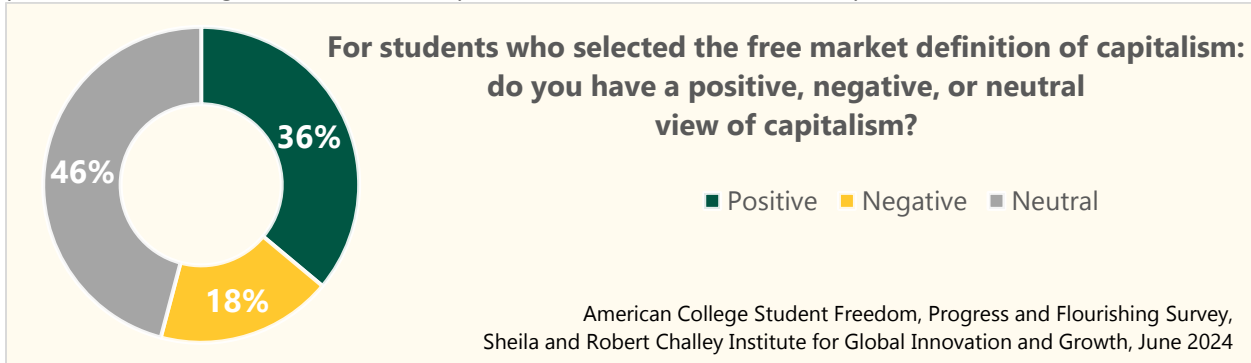 For students who selected the free market definition of capitalism:
do you have a positive, negative, or neutral
view of capitalism?
36%
46%
18%
Positive Negative Neutral
American College Student Freedom, Progress and Flourishing Survey,
Sheila and Robert Challey Institute for Global Innovation and Growth, June 2024